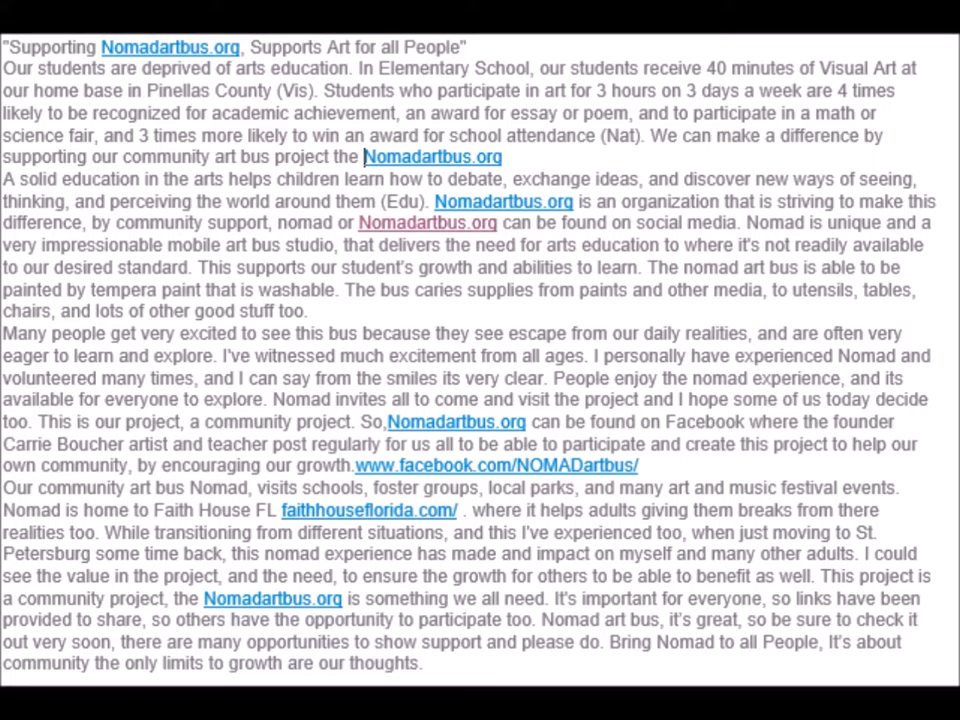 "Supporting Nomadartbus.org, Supports Art for all People"
Our students are deprived of arts education. In Elementary School, our students receive 40 minutes of Visual Art at
our home base in Pinellas County (Vis). Students who participate in art for 3 hours on 3 days a week are 4 times
likely to be recognized for academic achievement, an award for essay or poem, and to participate in a math or
science fair, and 3 times more likely to win an award for school attendance (Nat). We can make a difference by
supporting our community art bus project the Nomadartbus.org
A solid education in the arts helps children learn how to debate, exchange ideas, and discover new ways of seeing,
thinking, and perceiving the world around them (Edu). Nomadartbus.org is an organization that is striving to make this
difference, by community support, nomad or Nomadartbus.org can be found on social media. Nomad is unique and a
very impressionable mobile art bus studio, that delivers the need for arts education to where it's not readily available
to our desired standard. This supports our student's growth and abilities to learn. The nomad art bus is able to be
painted by tempera paint that is washable. The bus caries supplies from paints and other media, to utensils, tables,
chairs, and lots of other good stuff too.
Many people get very excited to see this bus because they see escape from our daily realities, and are often very
eager to learn and explore. I've witnessed much excitement from all ages. I personally have experienced Nomad and
volunteered many times, and I can say from the smiles its very clear. People enjoy the nomad experience, and its
available for everyone to explore. Nomad invites all to come and visit the project and I hope some of us today decide
too. This is our project, a community project. So,Nomadartbus.org can be found on Facebook where the founder
Carrie Boucher artist and teacher post regularly for us all to be able to participate and create this project to help our
own community, by encouraging our growth.www.facebook.com/NOMADartbus/
Our community art bus Nomad, visits schools, foster groups, local parks, and many art and music festival events.
Nomad is home to Faith House FL faithhouseflorida.com/ . where it helps adults giving them breaks from there
realities too. While transitioning from different situations, and this I've experienced too, when just moving to St.
Petersburg some time back, this nomad experience has made and impact on myself and many other adults. I could
see the value in the project, and the need, to ensure the growth for others to be able to benefit as well. This project is
a community project, the Nomadartbus.org is something we all need. It's important for everyone, so links have been
provided to share, so others have the opportunity to participate too. Nomad art bus, it's great, so be sure to check it
out very soon, there are many opportunities to show support and please do. Bring Nomad to all People, It's about
community the only limits to growth are our thoughts.